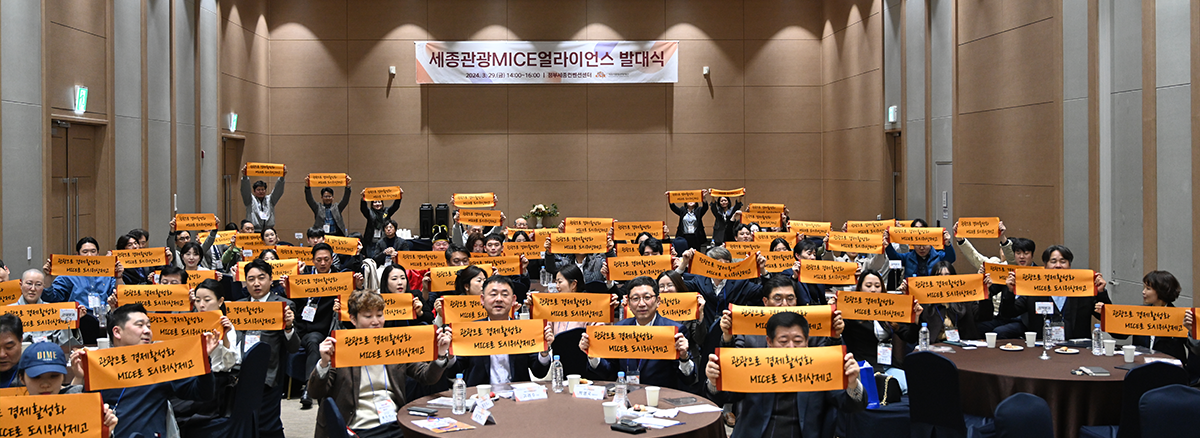 세종관광MICE얼라이언스 발대식
2024. 3. 29.(금) 14:00~16:00 | 정부세종컨벤션센터
관광으로 경제활성화
MICE로 도시위상제고
DIME